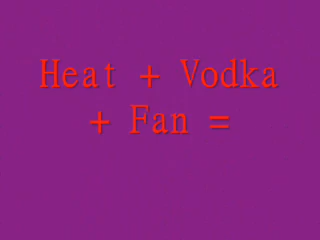 Heat + Vodka
+ Fan =